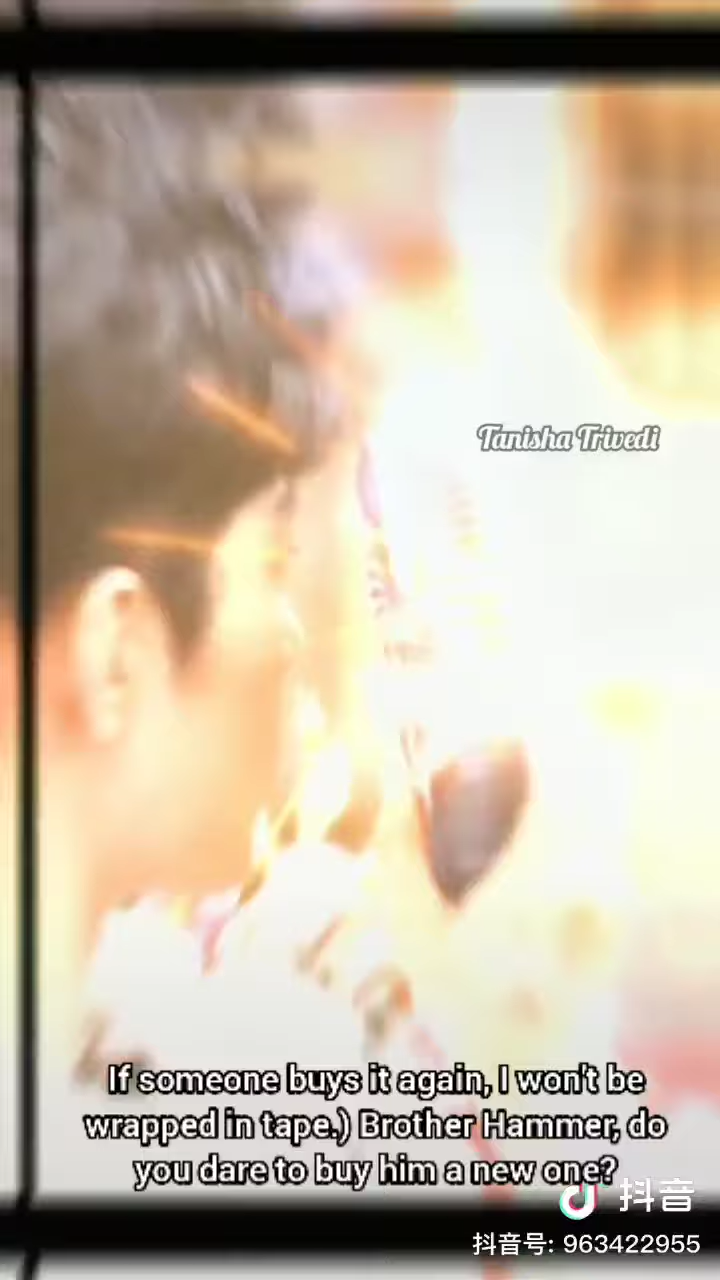 Tanisha Trivedi
If someone buys it again, I won't be
wrapped in tape.) Brother Hammer, do
you dare to buy him a new one?
抖音
抖音号: 963422955